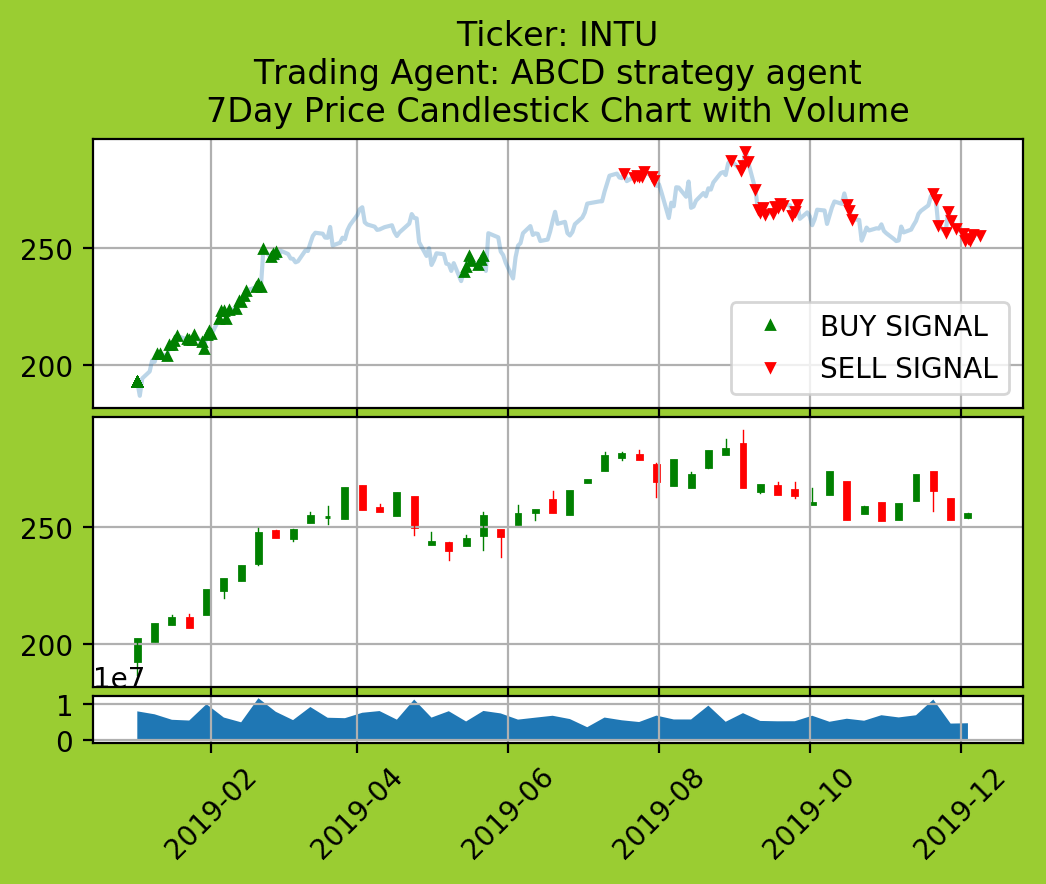 Ticker: INTU
Trading Agent: ABCD strategy agent
7Day Price Candlestick Chart with Volume
250
200
BUY SIGNAL
SELL SIGNAL
250
200
1e7
1
0
2019-02
2019-04
2019-06
2019-08
2019-10
2019-12